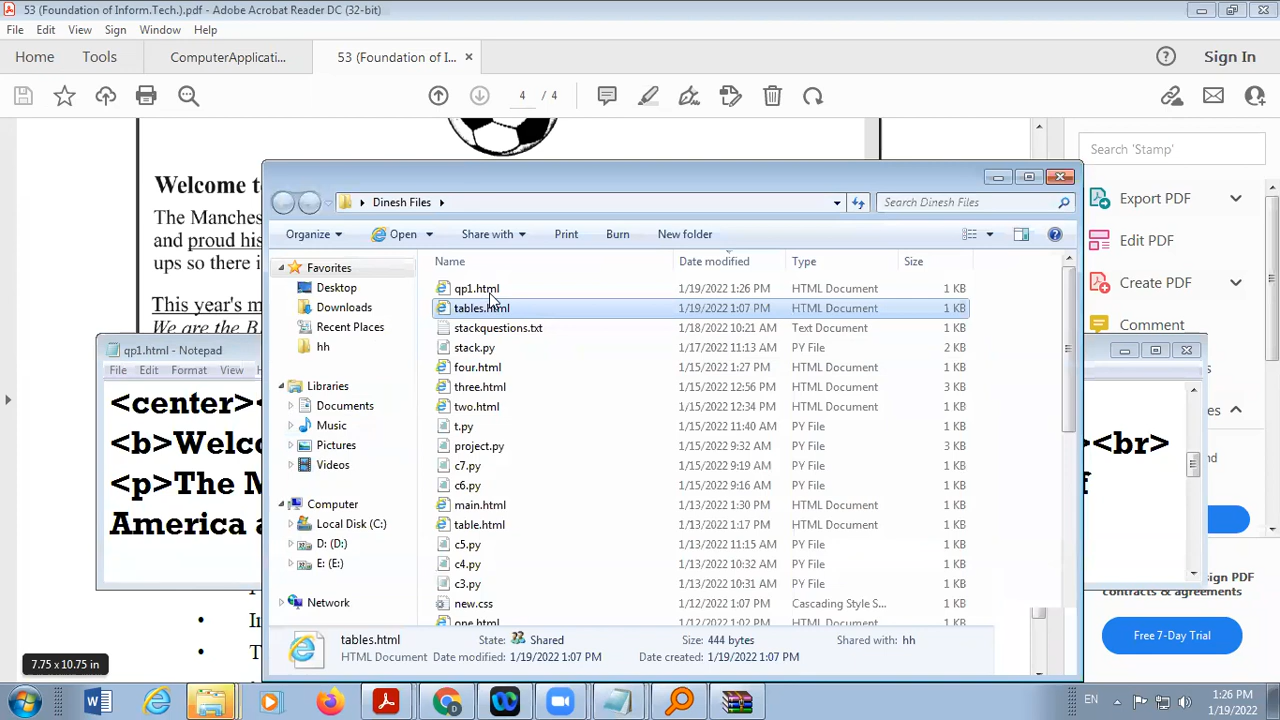 53 (Foundation of Inform.Tech.).pdf - Adobe Acrobat Reader DC (32-bit)
File Edit View Sign Window Help
Home Tools ComputerApplicati... 53 (Foundation of I... × Sign In
4 / 4
Search 'Stamp'
Export PDF
Edit PDF
Create PDF
Comment
Welcome t
The Manches
and proud his
ups so there i
This year's m
We are the B
Dinesh Files
Search Dinesh Files
Organize Open Share with Print Burn New folder
Favorites
Desktop
Downloads
Recent Places
hh
Libraries
Documents
Music
Pictures
Videos
Computer
Local Disk (C:)
D: (D:)
E: (E:)
Network
Name Date modified Type Size
qp1.html 1/19/2022 1:26 PM HTML Document 1 KB
tables.html 1/19/2022 1:07 PM HTML Document 1 KB
stackquestions.txt 1/18/2022 10:21 AM Text Document 1 KB
stack.py 1/17/2022 11:13 AM PY File 2 KB
four.html 1/15/2022 1:27 PM HTML Document 1 KB
three.html 1/15/2022 12:56 PM HTML Document 3 KB
two.html 1/15/2022 12:34 PM HTML Document 1 KB
t.py 1/15/2022 11:40 AM PY File 1 KB
project.py 1/15/2022 9:32 AM PY File 3 KB
c7.py 1/15/2022 9:19 AM PY File 1 KB
c6.py 1/15/2022 9:16 AM PY File 1 KB
main.html 1/13/2022 1:30 PM HTML Document 1 KB
table.html 1/13/2022 1:17 PM HTML Document 1 KB
c5.py 1/13/2022 11:15 AM PY File 1 KB
c4.py 1/13/2022 10:32 AM PY File 1 KB
c3.py 1/13/2022 10:31 AM PY File 1 KB
new.css 1/12/2022 1:07 PM Cascading Style S... 1 KB
one.html 1/12/2022 1:07 PM HTML Document 1 KB
tables.html State: Shared Size: 444 bytes Shared with: hh
HTML Document Date modified: 1/19/2022 1:07 PM Date created: 1/19/2022 1:07 PM
qp1.html - Notepad
File Edit Format View
<center><
<b>Welco ><br>
<p>The M f
America a
sign PDF
contracts & agreements
Free 7-Day Trial
7.75 x 10.75 in
EN
1:26 PM
1/19/2022